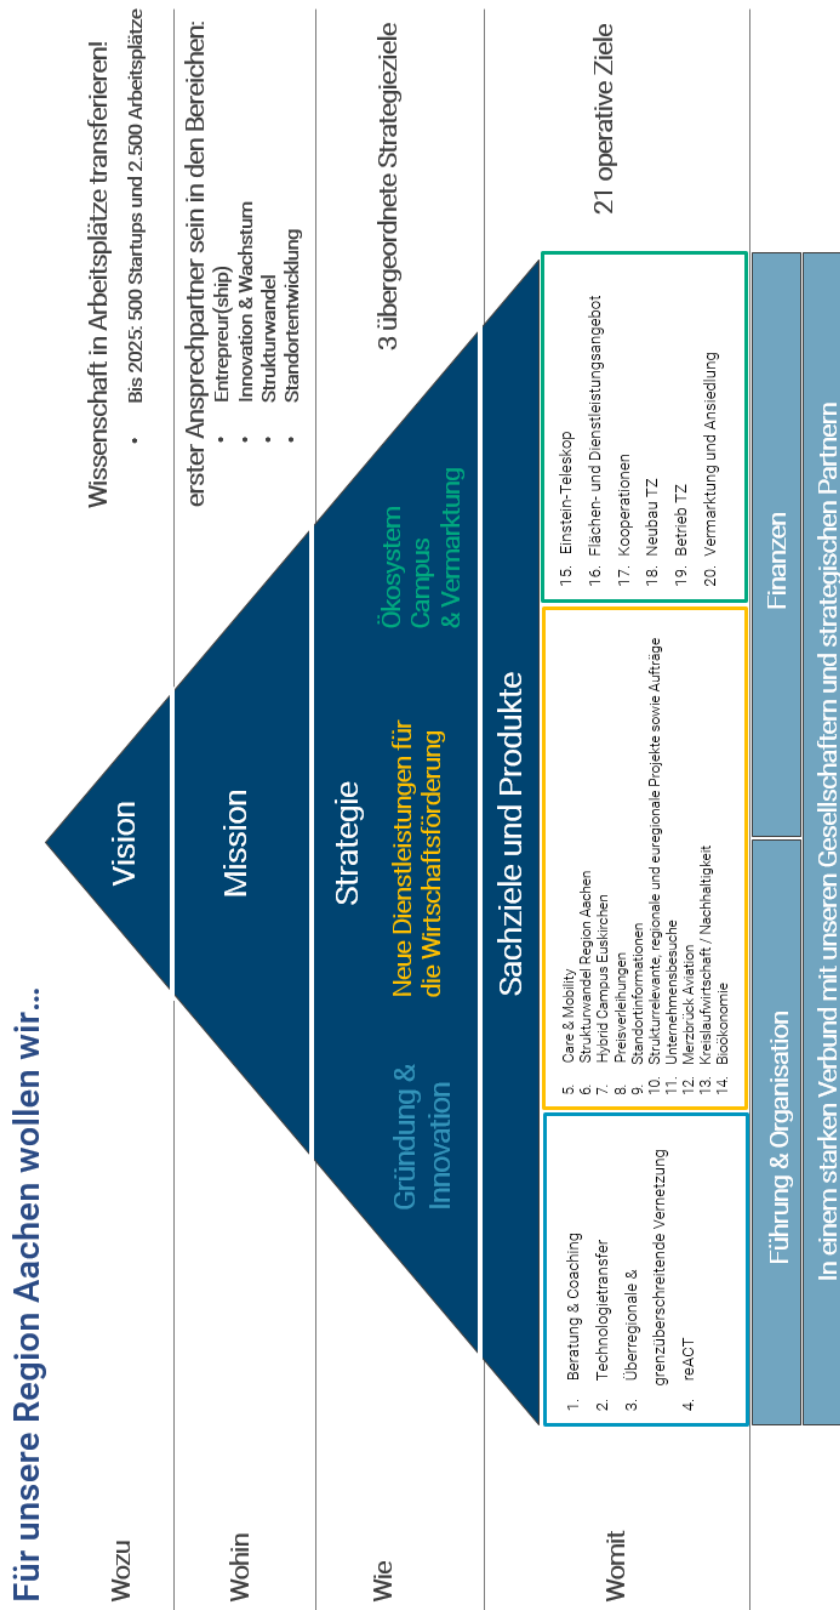 Für unsere Region Aachen wollen wir...
Wozu
Vision
Wissenschaft in Arbeitsplätze transferieren!
• Bis 2025: 500 Startups und 2.500 Arbeitsplätze
Wohin
Mission
erster Ansprechpartner sein in den Bereichen:
• Entrepreur(ship)
• Innovation & Wachstum
• Strukturwandel
• Standortentwicklung
Wie
Strategie
Gründung &
Innovation
Neue Dienstleistungen für
die Wirtschaftsförderung
Ökosystem
Campus
& Vermarktung
3 übergeordnete Strategieziele
Womit
Sachziele und Produkte
1. Beratung & Coaching
2. Technologietransfer
3. Überregionale &
grenzüberschreitende Vernetzung
4. reACT
5. Care & Mobility
6. Strukturwandel Region Aachen
7. Hybrid Campus Euskirchen
8. Preisverleihungen
9. Standortinformationen
10. Strukturrelevante, regionale und euregionale Projekte sowie Aufträge
11. Unternehmensbesuche
12. Merzbrück Aviation
13. Kreislaufwirtschaft / Nachhaltigkeit
14. Bioökonomie
15. Einstein-Teleskop
16. Flächen- und Dienstleistungsangebot
17. Kooperationen
18. Neubau TZ
19. Betrieb TZ
20. Vermarktung und Ansiedlung
21 operative Ziele
Führung & Organisation
Finanzen
In einem starken Verbund mit unseren Gesellschaftern und strategischen Partnern